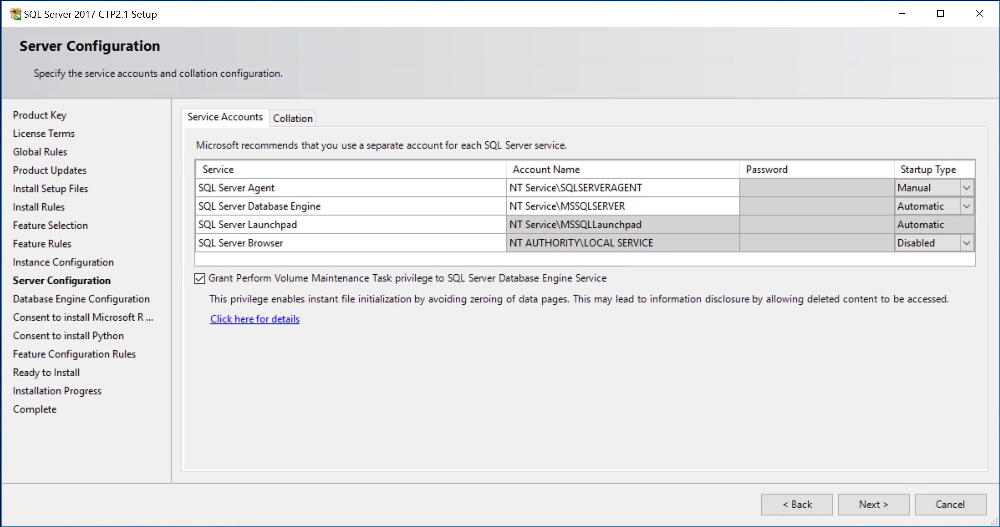 SQL Server 2017 CTP2.1 Setup
Server Configuration
Specify the service accounts and collation configuration.
Product Key
License Terms
Global Rules
Product Updates
Install Setup Files
Install Rules
Feature Selection
Feature Rules
Instance Configuration
Server Configuration
Database Engine Configuration
Consent to install Microsoft R ...
Consent to install Python
Feature Configuration Rules
Ready to Install
Installation Progress
Complete
Service Accounts Collation
Microsoft recommends that you use a separate account for each SQL Server service.
Service Account Name Password Startup Type
SQL Server Agent NT Service\SQLSERVERAGENT Manual
SQL Server Database Engine NT Service\MSSQLSERVER Automatic
SQL Server Launchpad NT Service\MSSQLLaunchpad Automatic
SQL Server Browser NT AUTHORITY\LOCAL SERVICE Disabled
Grant Perform Volume Maintenance Task privilege to SQL Server Database Engine Service
This privilege enables instant file initialization by avoiding zeroing of data pages. This may lead to information disclosure by allowing deleted content to be accessed.
Click here for details
< Back Next > Cancel